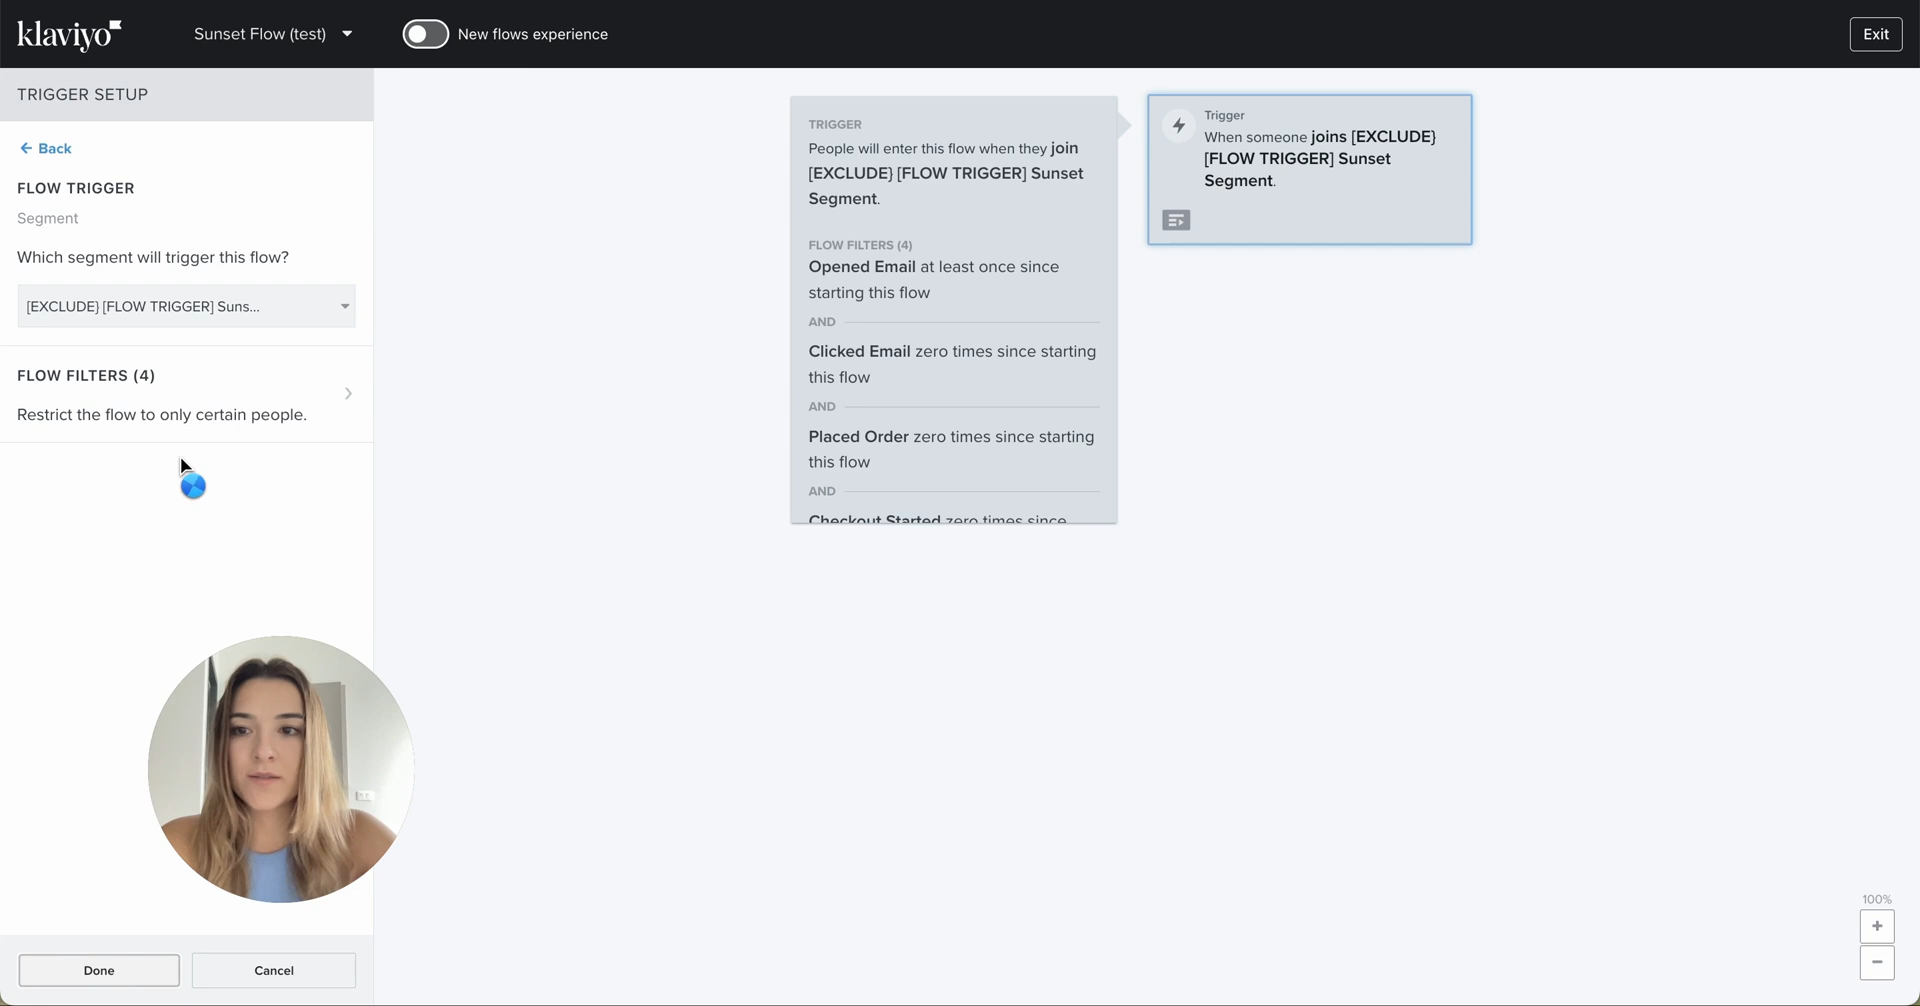 klaviyo
Sunset Flow (test)
New flows experience
Exit
TRIGGER SETUP
Back
FLOW TRIGGER
Segment
Which segment will trigger this flow?
[EXCLUDE} [FLOW TRIGGER] Suns...
FLOW FILTERS (4)
Restrict the flow to only certain people.
Done
Cancel
TRIGGER
People will enter this flow when they join
[EXCLUDE} [FLOW TRIGGER] Sunset
Segment.
FLOW FILTERS (4)
Opened Email at least once since
starting this flow
AND
Clicked Email zero times since starting
this flow
AND
Placed Order zero times since starting
this flow
AND
Checkout Started zero times since
Trigger
When someone joins [EXCLUDE}
[FLOW TRIGGER] Sunset
Segment.
100%